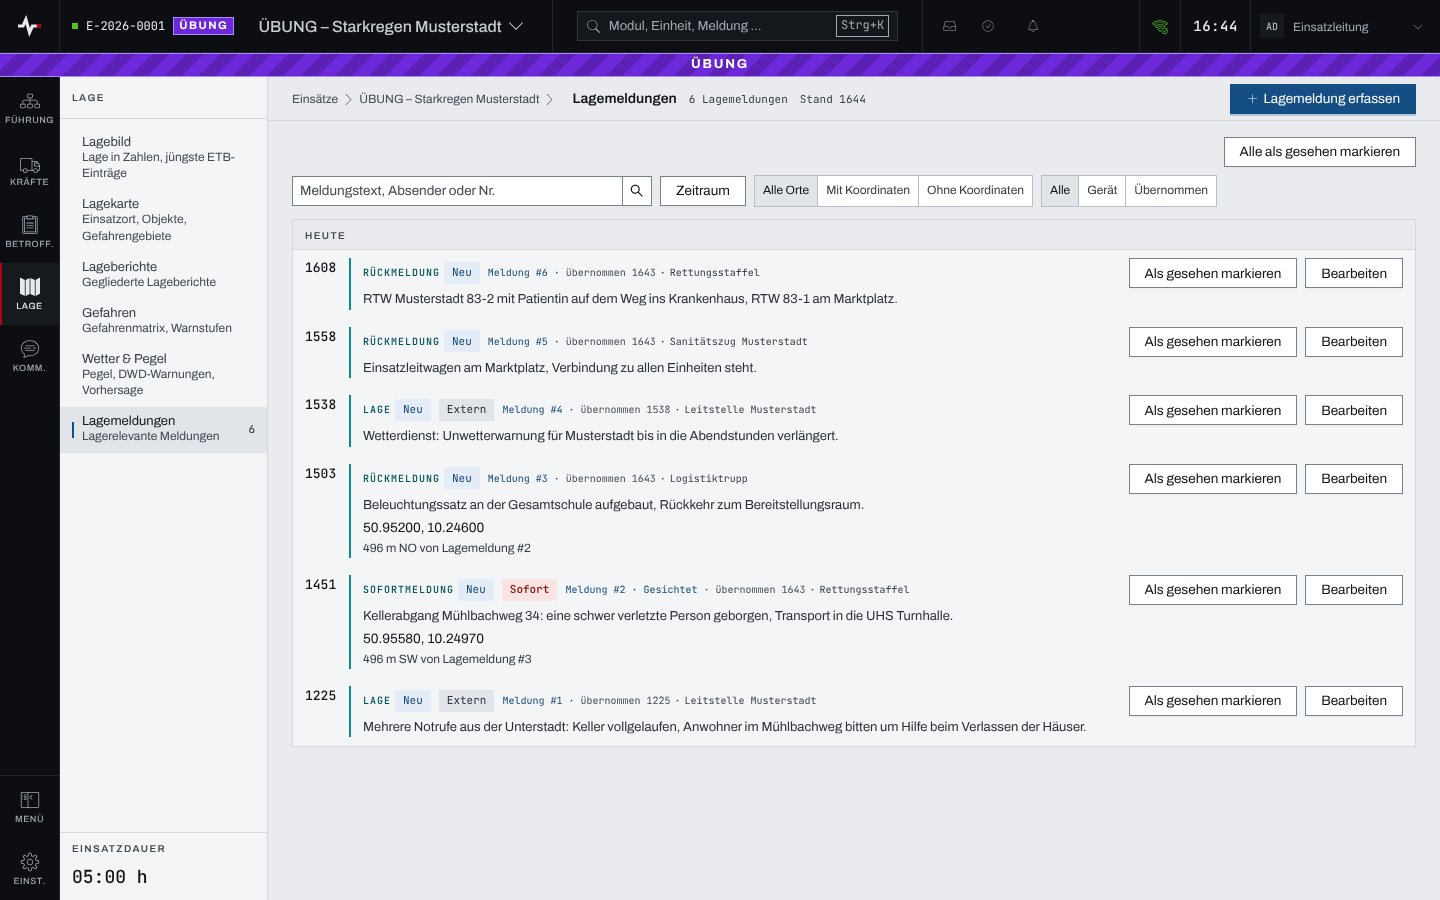 E-2026-0001 ÜBUNG ÜBUNG – Starkregen Musterstadt Modul, Einheit, Meldung ... Strg+K 16:44 AD Einsatzleitung
ÜBUNG
FÜHRUNG
KRÄFTE
BETROFF.
LAGE
KOMM.
MENÜ
EINST.
LAGE
Lagebild
Lage in Zahlen, jüngste ETB-
Einträge
Lagekarte
Einsatzort, Objekte,
Gefahrengebiete
Lageberichte
Gegliederte Lageberichte
Gefahren
Gefahrenmatrix, Warnstufen
Wetter & Pegel
Pegel, DWD-Warnungen,
Vorhersage
Lagemeldungen
Lagerelevante Meldungen 6
EINSATZDAUER
05:00 h
Einsätze ÜBUNG – Starkregen Musterstadt Lagemeldungen 6 Lagemeldungen Stand 1644 + Lagemeldung erfassen
Alle als gesehen markieren
Meldungstext, Absender oder Nr. Zeitraum Alle Orte Mit Koordinaten Ohne Koordinaten Alle Gerät Übernommen
HEUTE
1608 RÜCKMELDUNG Neu Meldung #6 · übernommen 1643 · Rettungsstaffel Als gesehen markieren Bearbeiten
RTW Musterstadt 83-2 mit Patientin auf dem Weg ins Krankenhaus, RTW 83-1 am Marktplatz.
1558 RÜCKMELDUNG Neu Meldung #5 · übernommen 1643 · Sanitätszug Musterstadt Als gesehen markieren Bearbeiten
Einsatzleitwagen am Marktplatz, Verbindung zu allen Einheiten steht.
1538 LAGE Neu Extern Meldung #4 · übernommen 1538 · Leitstelle Musterstadt Als gesehen markieren Bearbeiten
Wetterdienst: Unwetterwarnung für Musterstadt bis in die Abendstunden verlängert.
1503 RÜCKMELDUNG Neu Meldung #3 · übernommen 1643 · Logistiktrupp Als gesehen markieren Bearbeiten
Beleuchtungssatz an der Gesamtschule aufgebaut, Rückkehr zum Bereitstellungsraum.
50.95200, 10.24600
496 m NO von Lagemeldung #2
1451 SOFORTMELDUNG Neu Sofort Meldung #2 · Gesichtet · übernommen 1643 · Rettungsstaffel Als gesehen markieren Bearbeiten
Kellerabgang Mühlbachweg 34: eine schwer verletzte Person geborgen, Transport in die UHS Turnhalle.
50.95580, 10.24970
496 m SW von Lagemeldung #3
1225 LAGE Neu Extern Meldung #1 · übernommen 1225 · Leitstelle Musterstadt Als gesehen markieren Bearbeiten
Mehrere Notrufe aus der Unterstadt: Keller vollgelaufen, Anwohner im Mühlbachweg bitten um Hilfe beim Verlassen der Häuser.